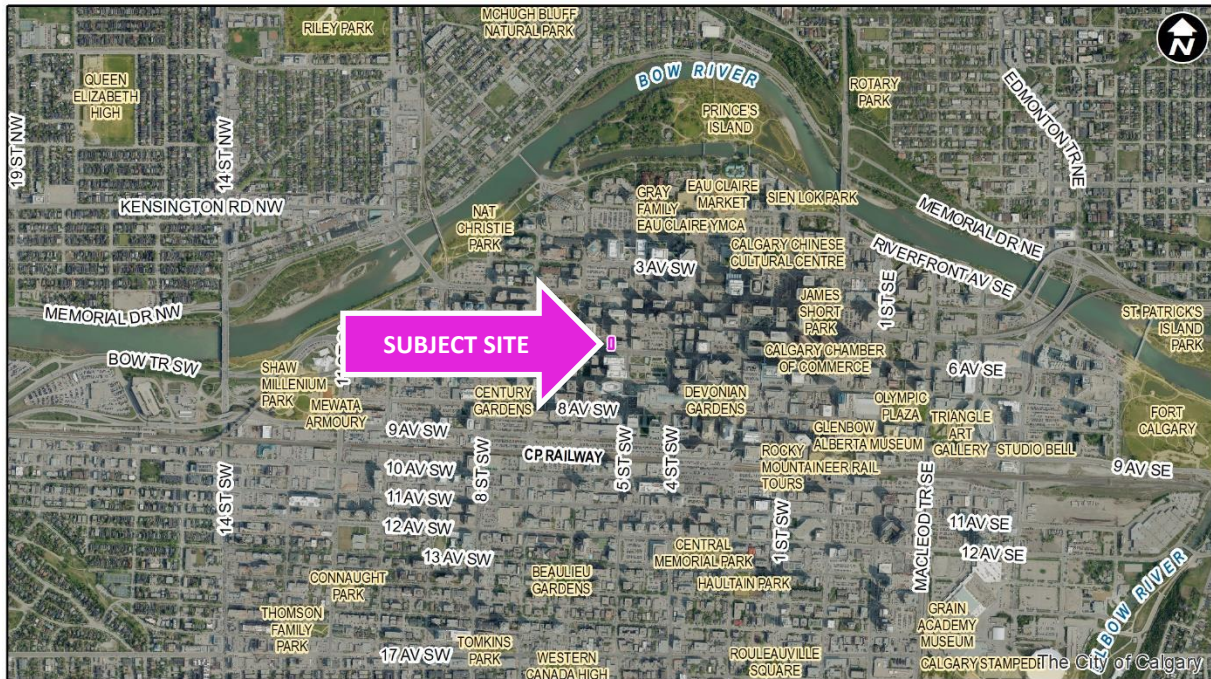 MCHUGH BLUFF
NATURAL PARK
RILEY PARK
N
QUEEN
ELIZABETH
HIGH
BOW RIVER
ROTARY
PARK
EDMONTON TR NE
PRINCE'S
ISLAND
19 ST NW
14 ST NW
KENSINGTON RD NW
NAT
CHRISTIE
PARK
GRAY
FAMILY
EAU CLAIRE YMCA
EAU CLAIRE
MARKET
SIEN LOK PARK
MEMORIAL DR NE
RIVERFRONT AV SE
CALGARY CHINESE
CULTURAL CENTRE
3 AV SW
1 ST SE
JAMES
SHORT
PARK
ST. PATRICK'S
ISLAND
PARK
MEMORIAL DR NW
SUBJECT SITE
BOW TR SW
SHAW
MILLENIUM
PARK
MEWATA
ARMOURY
CENTURY
GARDENS
8 AV SW
DEVONIAN
GARDENS
CALGARY CHAMBER
OF COMMERCE
6 AV SE
OLYMPIC
PLAZA
GLENBOW
ALBERTA MUSEUM
TRIANGLE
ART
GALLERY
STUDIO BELL
FORT
CALGARY
9 AV SW
CP RAILWAY
10 AV SW
8 ST SW
5 ST SW
4 ST SW
ROCKY
MOUNTAINEER RAIL
TOURS
9 AV SE
14 ST SW
11 AV SW
12 AV SW
13 AV SW
1 ST SW
MACLEOD TR SE
11 AV SE
12 AV SE
CENTRAL
MEMORIAL PARK
HAULTAIN PARK
CONNAUGHT
PARK
BEAULIEU
GARDENS
THOMSON
FAMILY
PARK
GRAIN
ACADEMY
MUSEUM
ELBOW RIVER
17 AV SW
TOMKINS
PARK
WESTERN
CANADA HIGH
ROULEAUVILLE
SQUARE
CALGARY STAMPEDE
The City of Calgary